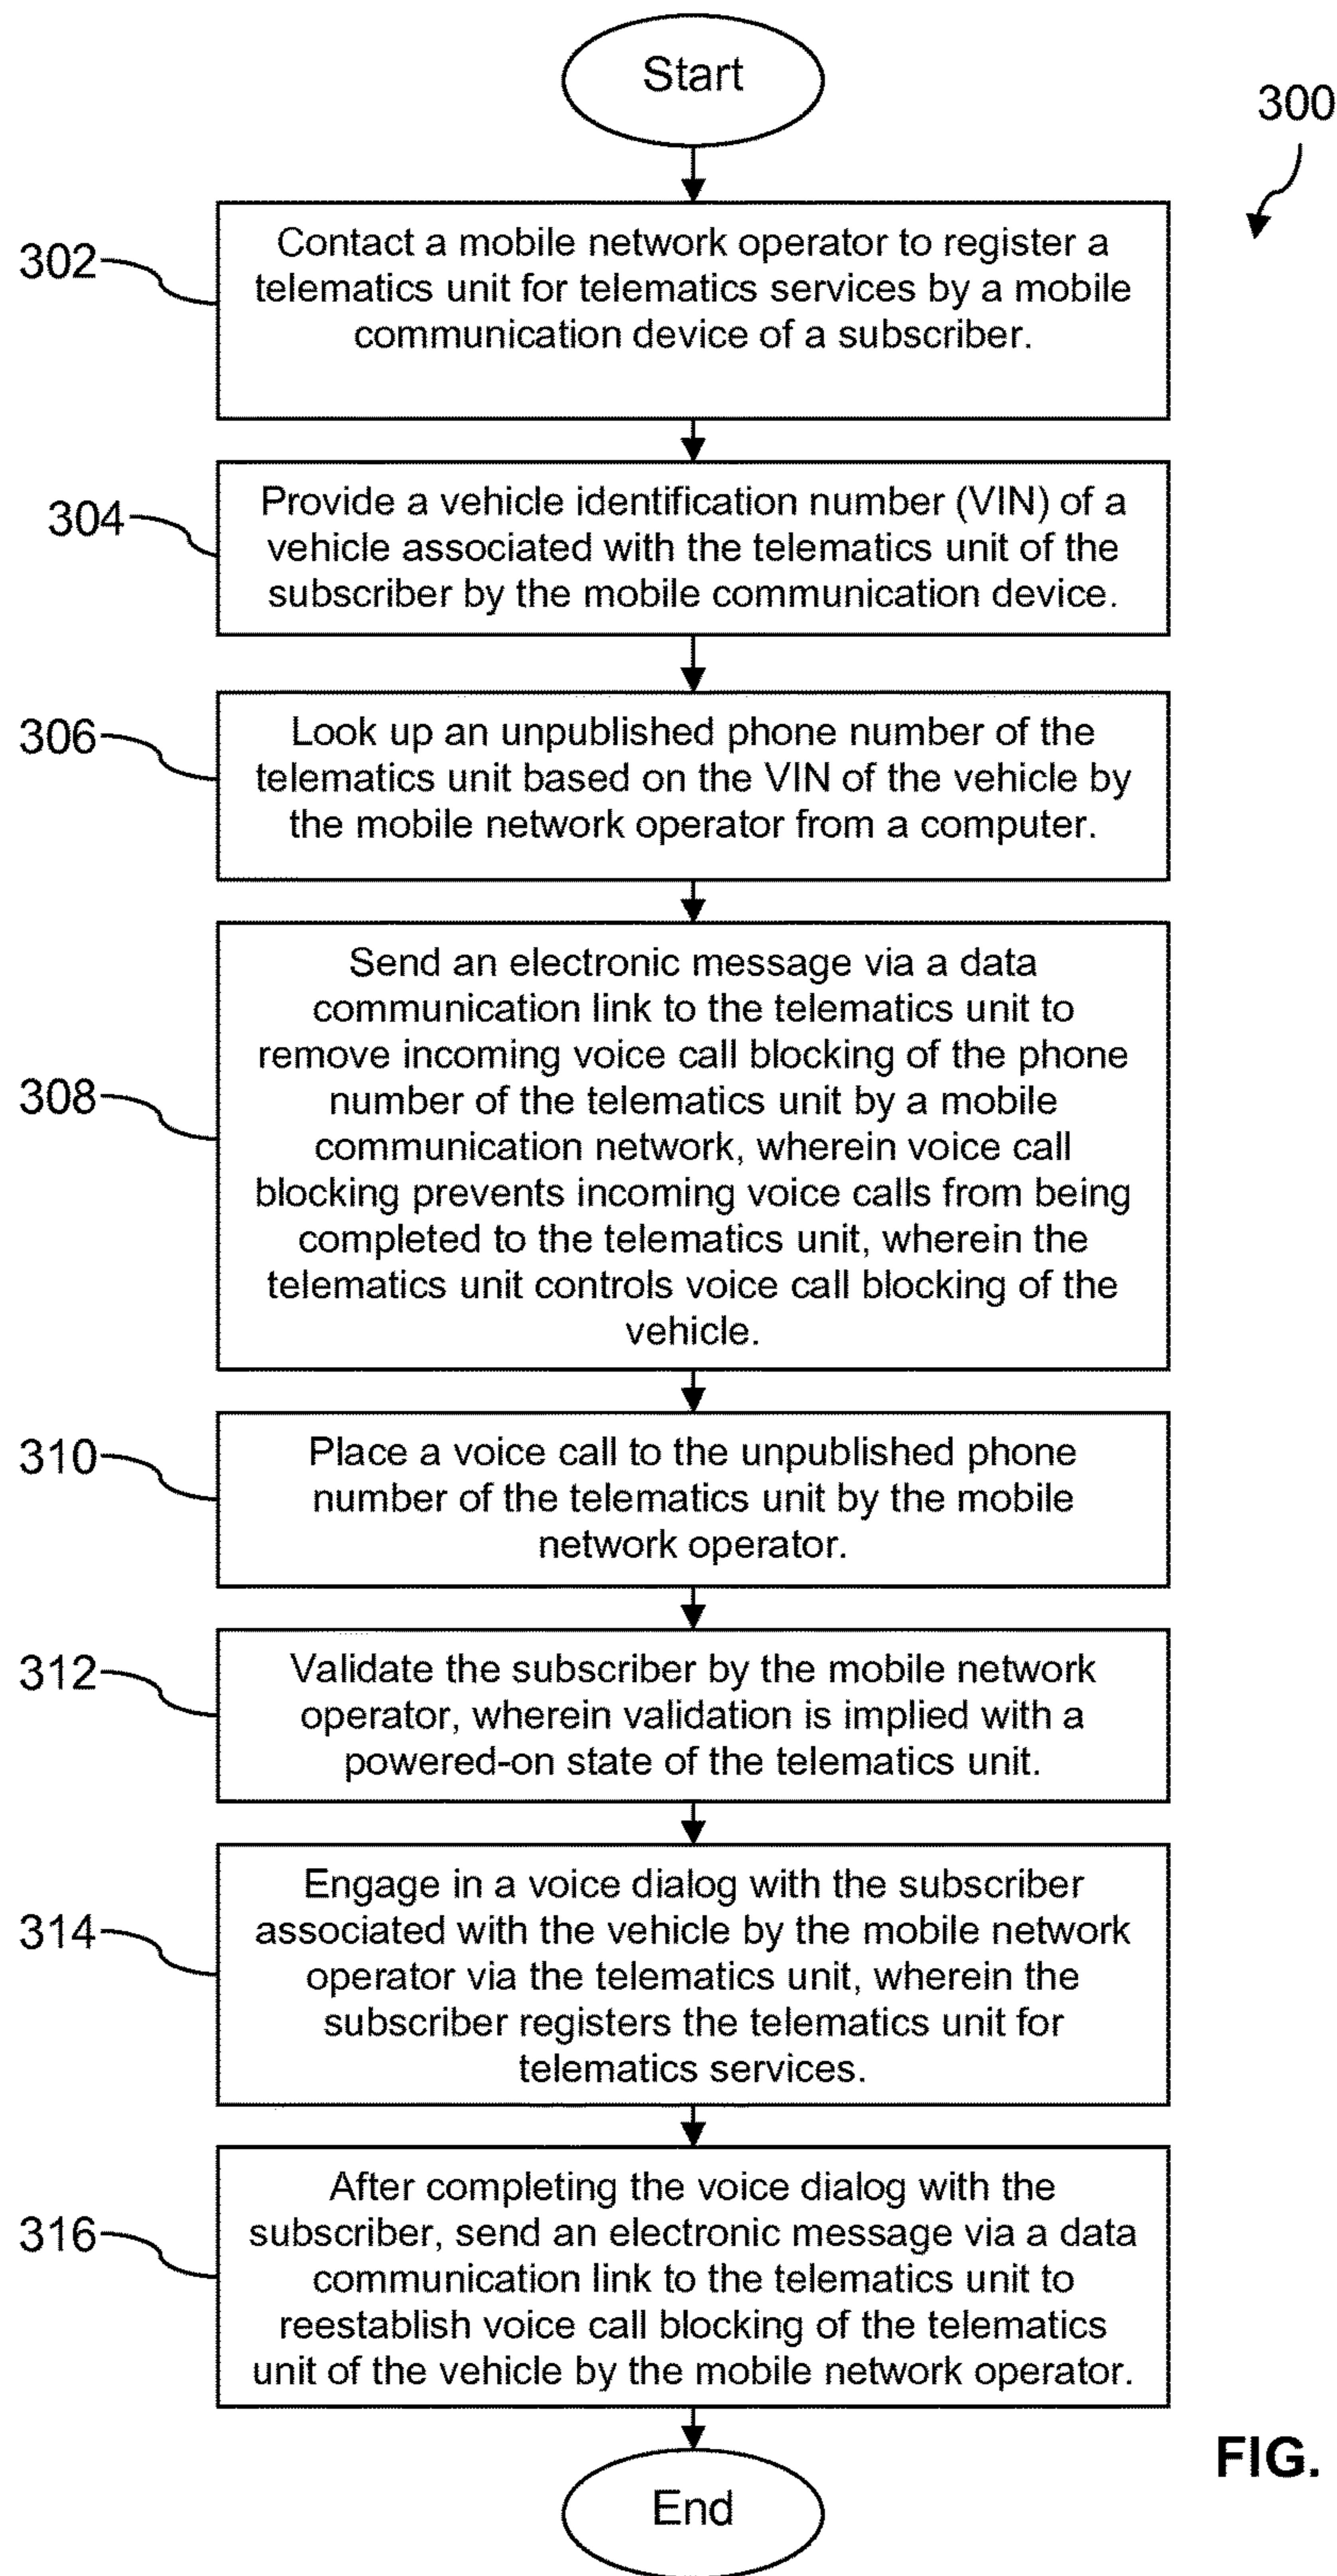 Start
300
302
Contact a mobile network operator to register a
telematics unit for telematics services by a mobile
communication device of a subscriber.
304
Provide a vehicle identification number (VIN) of a
vehicle associated with the telematics unit of the
subscriber by the mobile communication device.
306
Look up an unpublished phone number of the
telematics unit based on the VIN of the vehicle by
the mobile network operator from a computer.
308
Send an electronic message via a data
communication link to the telematics unit to
remove incoming voice call blocking of the phone
number of the telematics unit by a mobile
communication network, wherein voice call
blocking prevents incoming voice calls from being
completed to the telematics unit, wherein the
telematics unit controls voice call blocking of the
vehicle.
310
Place a voice call to the unpublished phone
number of the telematics unit by the mobile
network operator.
312
Validate the subscriber by the mobile network
operator, wherein validation is implied with a
powered-on state of the telematics unit.
314
Engage in a voice dialog with the subscriber
associated with the vehicle by the mobile network
operator via the telematics unit, wherein the
subscriber registers the telematics unit for
telematics services.
316
After completing the voice dialog with the
subscriber, send an electronic message via a data
communication link to the telematics unit to
reestablish voice call blocking of the telematics
unit of the vehicle by the mobile network operator.
FIG.
End